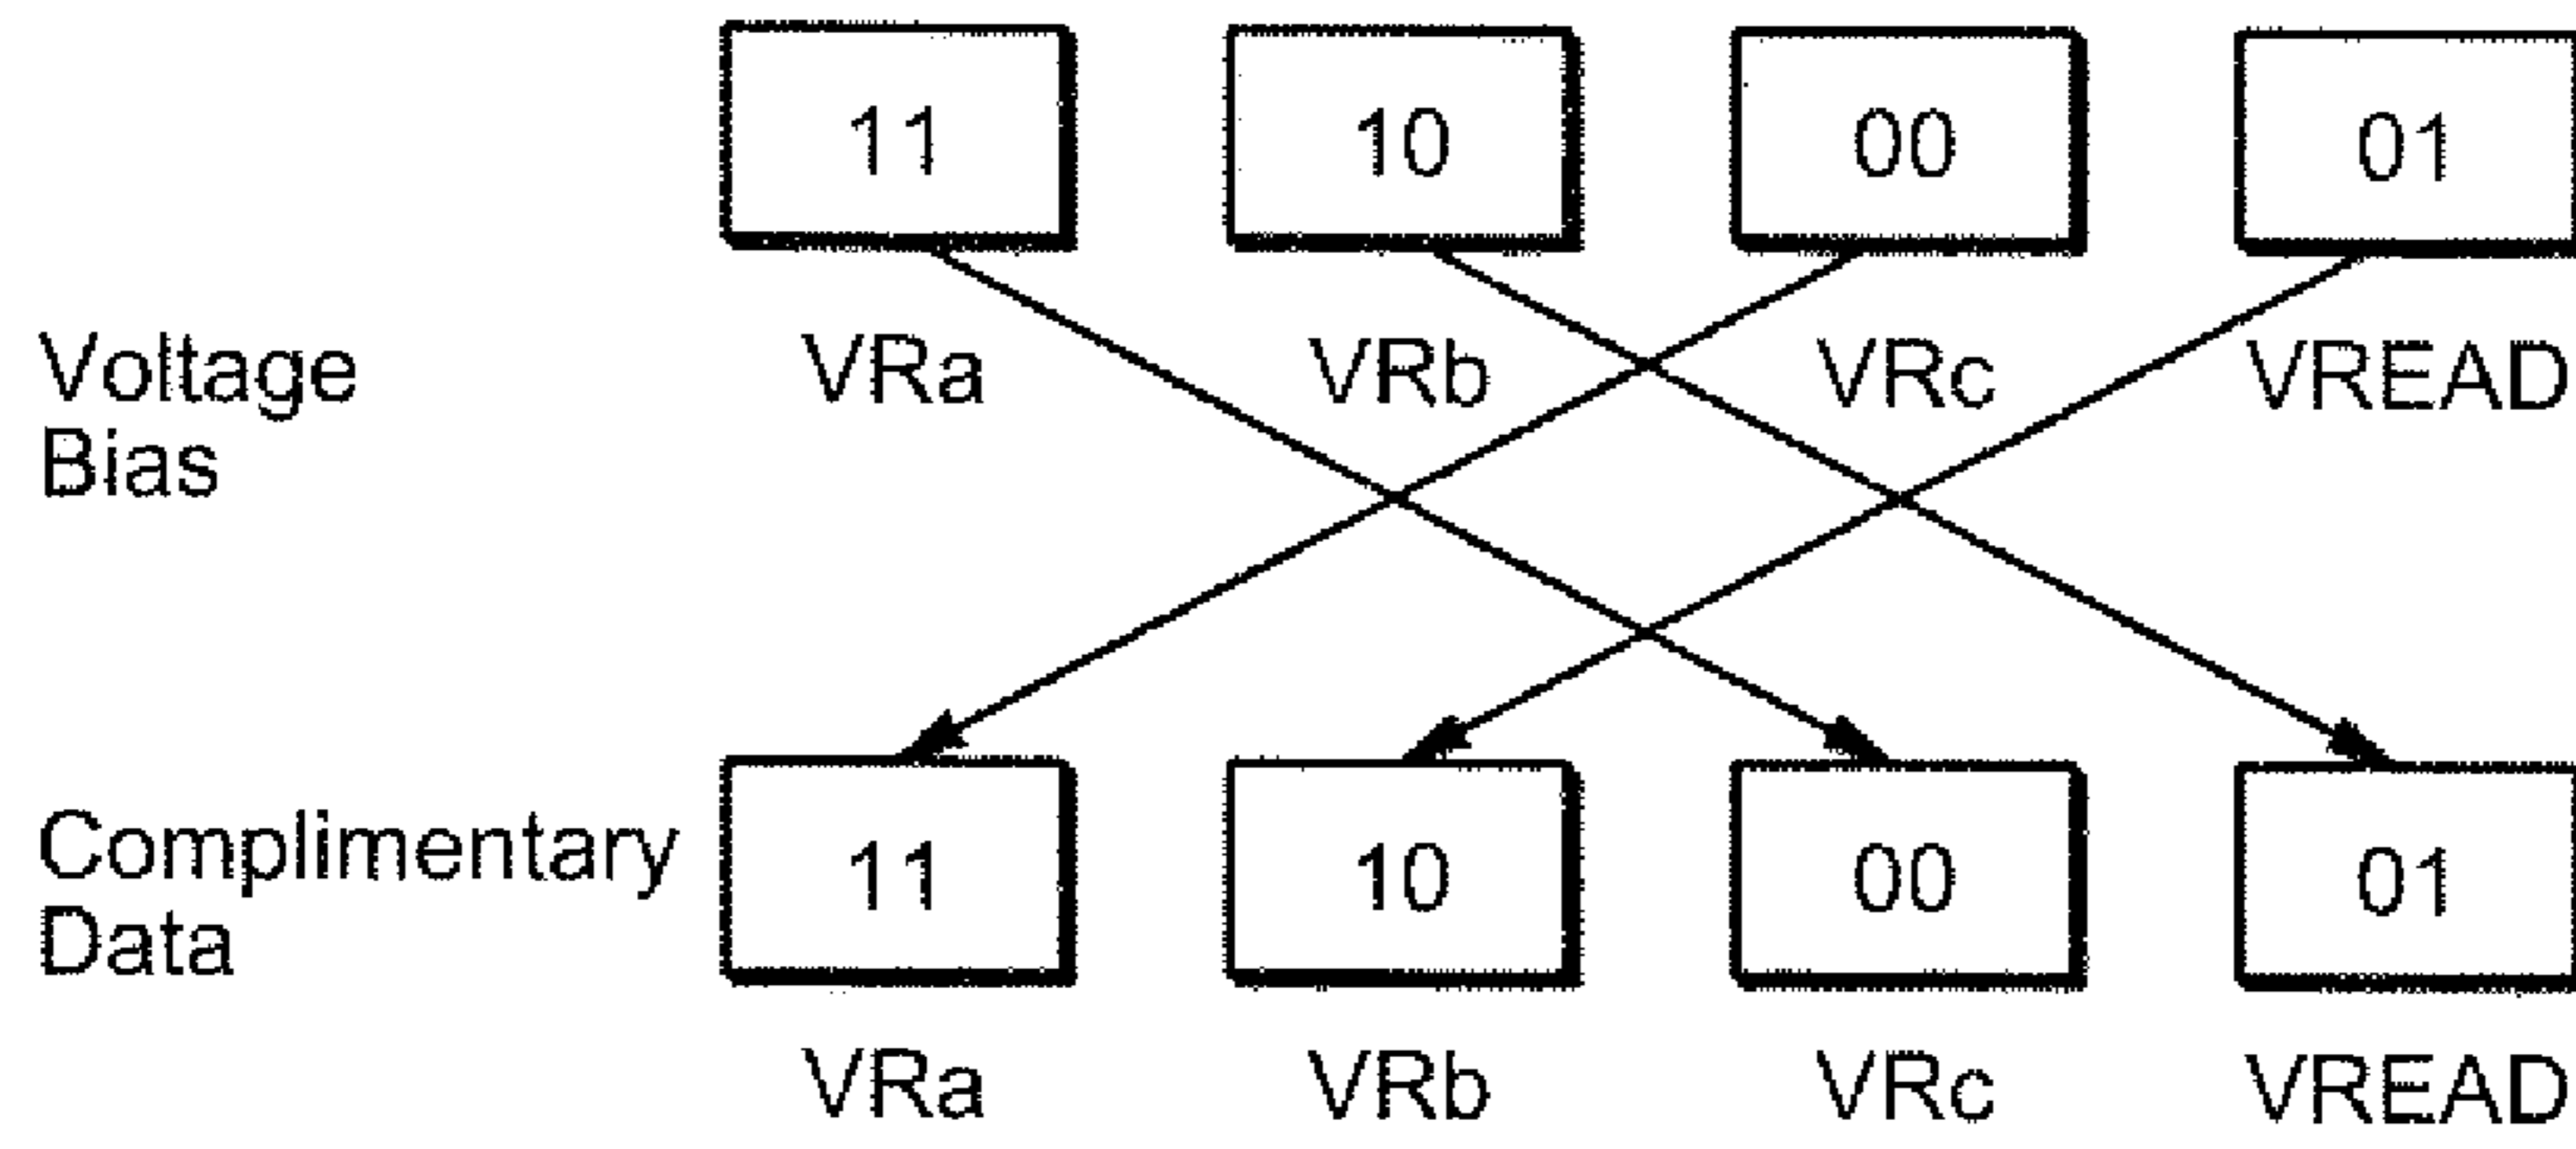 11 10 00 01
VRa VRb VRc VREAD
Voltage
Bias
11 10 00 01
Complimentary
Data
VRa VRb VRc VREAD